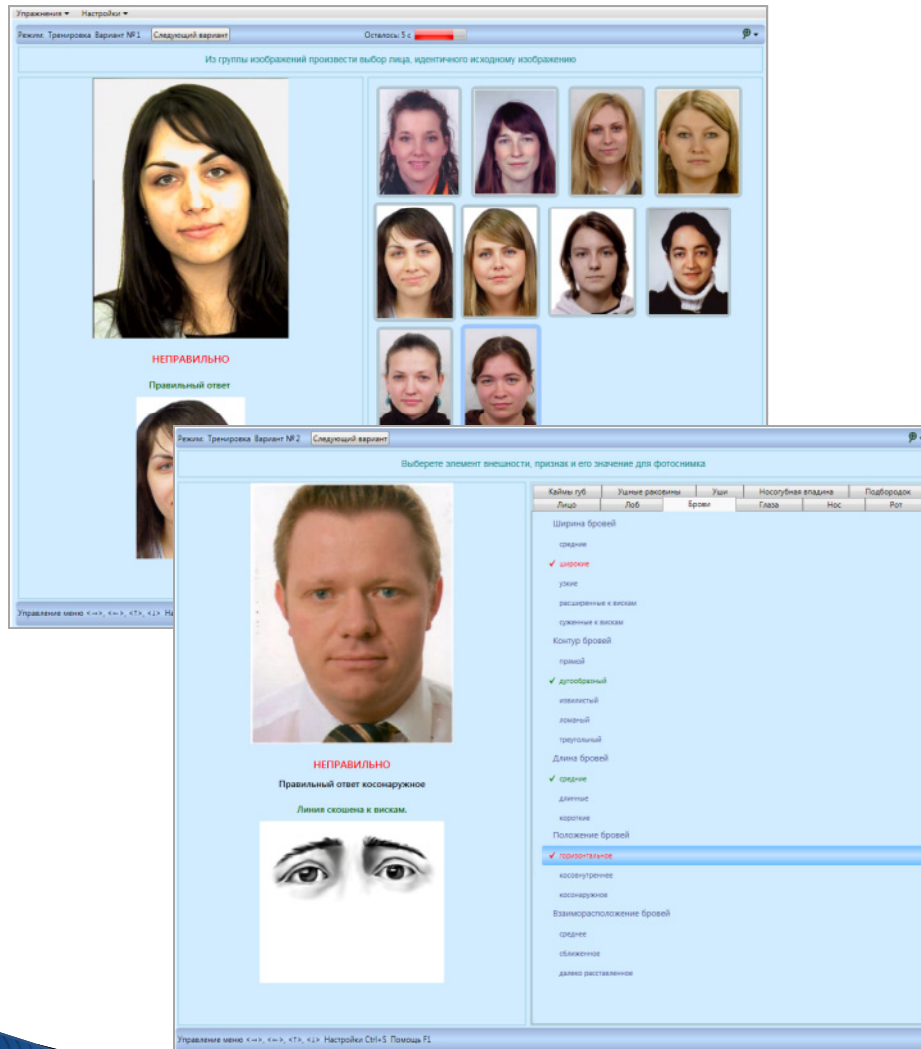 Упражнения Настройки
Режим: Тренировка Вариант №1 Следующий вариант Осталось: 5 с
Из группы изображений произвести выбор лица, идентичного исходному изображению
НЕПРАВИЛЬНО
Правильный ответ
Управление меню <→>, <←>, <↑>, <↓>
Режим: Тренировка Вариант №2 Следующий вариант
Выберете элемент внешности, признак и его значение для фотоснимка
Каймы губ Ушные раковины Уши Носогубная впадина Подбородок
Лицо Лоб Брови Глаза Нос Рот
Ширина бровей
средние
широкие
узкие
расширенные к вискам
суженные к вискам
Контур бровей
прямой
дугообразный
извилистый
ломаный
треугольный
Длина бровей
средние
длинные
короткие
Положение бровей
горизонтальное
косовнутреннее
косонаружное
Взаиморасположение бровей
среднее
сближенное
далеко расставленное
НЕПРАВИЛЬНО
Правильный ответ косонаружное
Линия скошена к вискам.
Управление меню <→>, <←>, <↑>, <↓> Настройки Ctrl+S Помощь F1